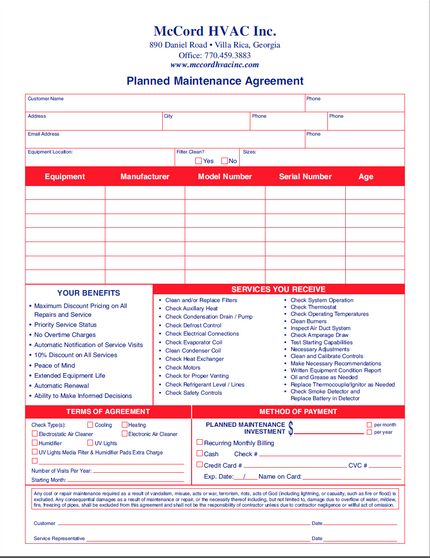 McCord HVAC Inc.
890 Daniel Road • Villa Rica, Georgia
Office: 770.459.3883
www.mccordhvacinc.com
Planned Maintenance Agreement
Customer Name Phone
Address City Phone Phone
Email Address Phone
Equipment Location: Filter Clean? Sizes:
Yes No
Equipment Manufacturer Model Number Serial Number Age
YOUR BENEFITS
• Maximum Discount Pricing on All
Repairs and Service
• Priority Service Status
• No Overtime Charges
• Automatic Notification of Service Visits
• 10% Discount on All Services
• Peace of Mind
• Extended Equipment Life
• Automatic Renewal
• Ability to Make Informed Decisions
SERVICES YOU RECEIVE
• Clean and/or Replace Filters
• Check Auxiliary Heat
• Check Condensation Drain / Pump
• Check Defrost Control
• Check Electrical Connections
• Check Evaporator Coil
• Clean Condenser Coil
• Check Heat Exchanger
• Check Motors
• Check for Proper Venting
• Check Refrigerant Level / Lines
• Check Safety Controls
• Check System Operation
• Check Thermostat
• Check Operating Temperatures
• Clean Burners
• Inspect Air Duct System
• Check Amperage Draw
• Test Starting Capabilities
• Necessary Adjustments
• Clean and Calibrate Controls
• Make Necessary Recommendations
• Written Equipment Condition Report
• Oil and Grease as Needed
• Replace Thermocouple/Ignitor as Needed
• Check Smoke Detector and
Replace Battery in Detector
TERMS OF AGREEMENT
Check Type(s): Cooling Heating
Electrostatic Air Cleaner Electronic Air Cleaner
Humidifier UV Lights
UV Lights Media Filter & Humidifier Pads Extra Charge
Number of Visits Per Year:
Starting Month:
METHOD OF PAYMENT
PLANNED MAINTENANCE $ per month
INVESTMENT per year
Recurring Monthly Billing
Cash Check #
Credit Card # CVC #
Exp. Date: / Name on Card:
Any cost or repair maintenance required as a result of vandalism, misuse, acts or war, terrorism, riots, acts of God (including lightning, or casualty, such as fire or flood) is
excluded. Any consequential damages as a result of maintenance or repair, or the necessity thereof including, but not limited to, damage due to overflow of water, mildew,
fire, freezing of pipes, shall be excluded from this agreement and shall not be the responsibility of contractor unless due to contractor negligence or willful act of omission.
Customer Date
Service Representative Date